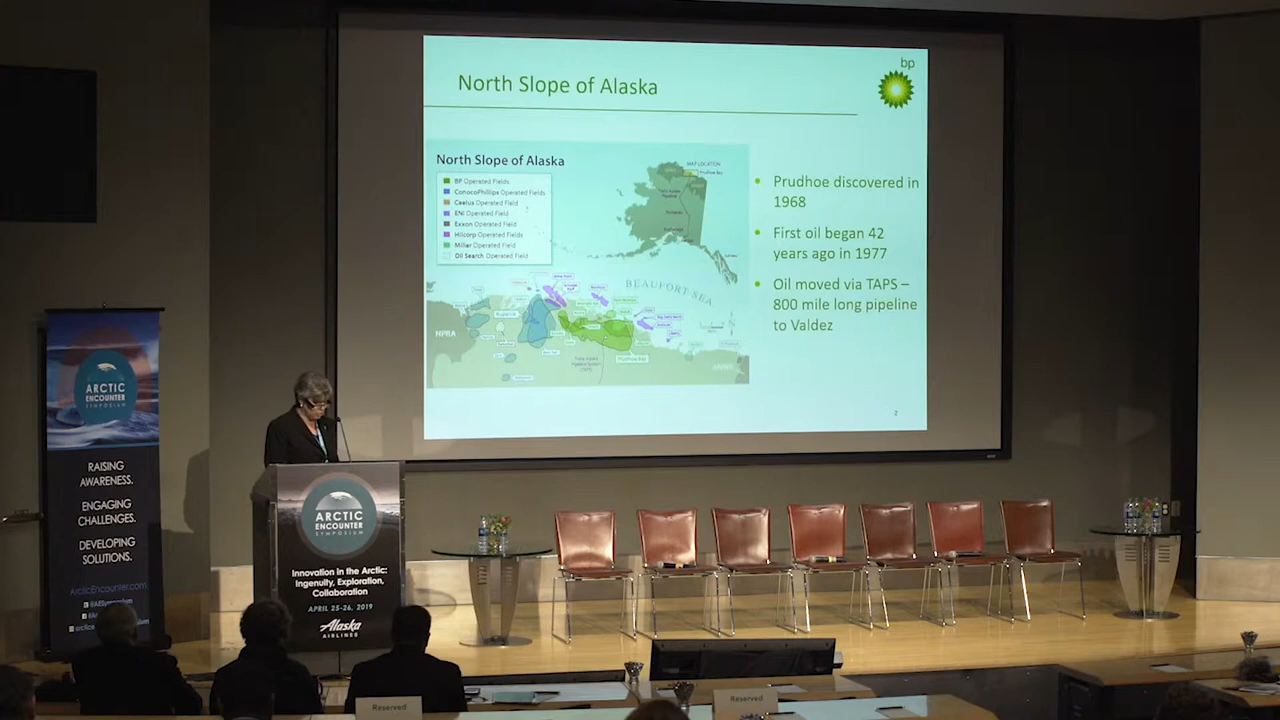 bp
North Slope of Alaska
North Slope of Alaska
BP Operated Fields
ConocoPhillips Operated Fields
Caelus Operated Field
ENI Operated Field
Exxon Operated Field
Hilcorp Operated Fields
Miller Operated Field
Oil Search Operated Field
MAP LOCATION
Prudhoe Bay
BEAUFORT SEA
NPRA
Prudhoe Bay
• Prudhoe discovered in
1968
• First oil began 42
years ago in 1977
• Oil moved via TAPS –
800 mile long pipeline
to Valdez
2
ARCTIC
ENCOUNTER
SYMPOSIUM
RAISING
AWARENESS.
ENGAGING
CHALLENGES.
DEVELOPING
SOLUTIONS.
ArcticEncounter.com
ARCTIC
ENCOUNTER
SYMPOSIUM
Innovation in the Arctic:
Ingenuity, Exploration,
Collaboration
APRIL 25-26, 2019
Alaska
AIRLINES
Reserved
Reserved